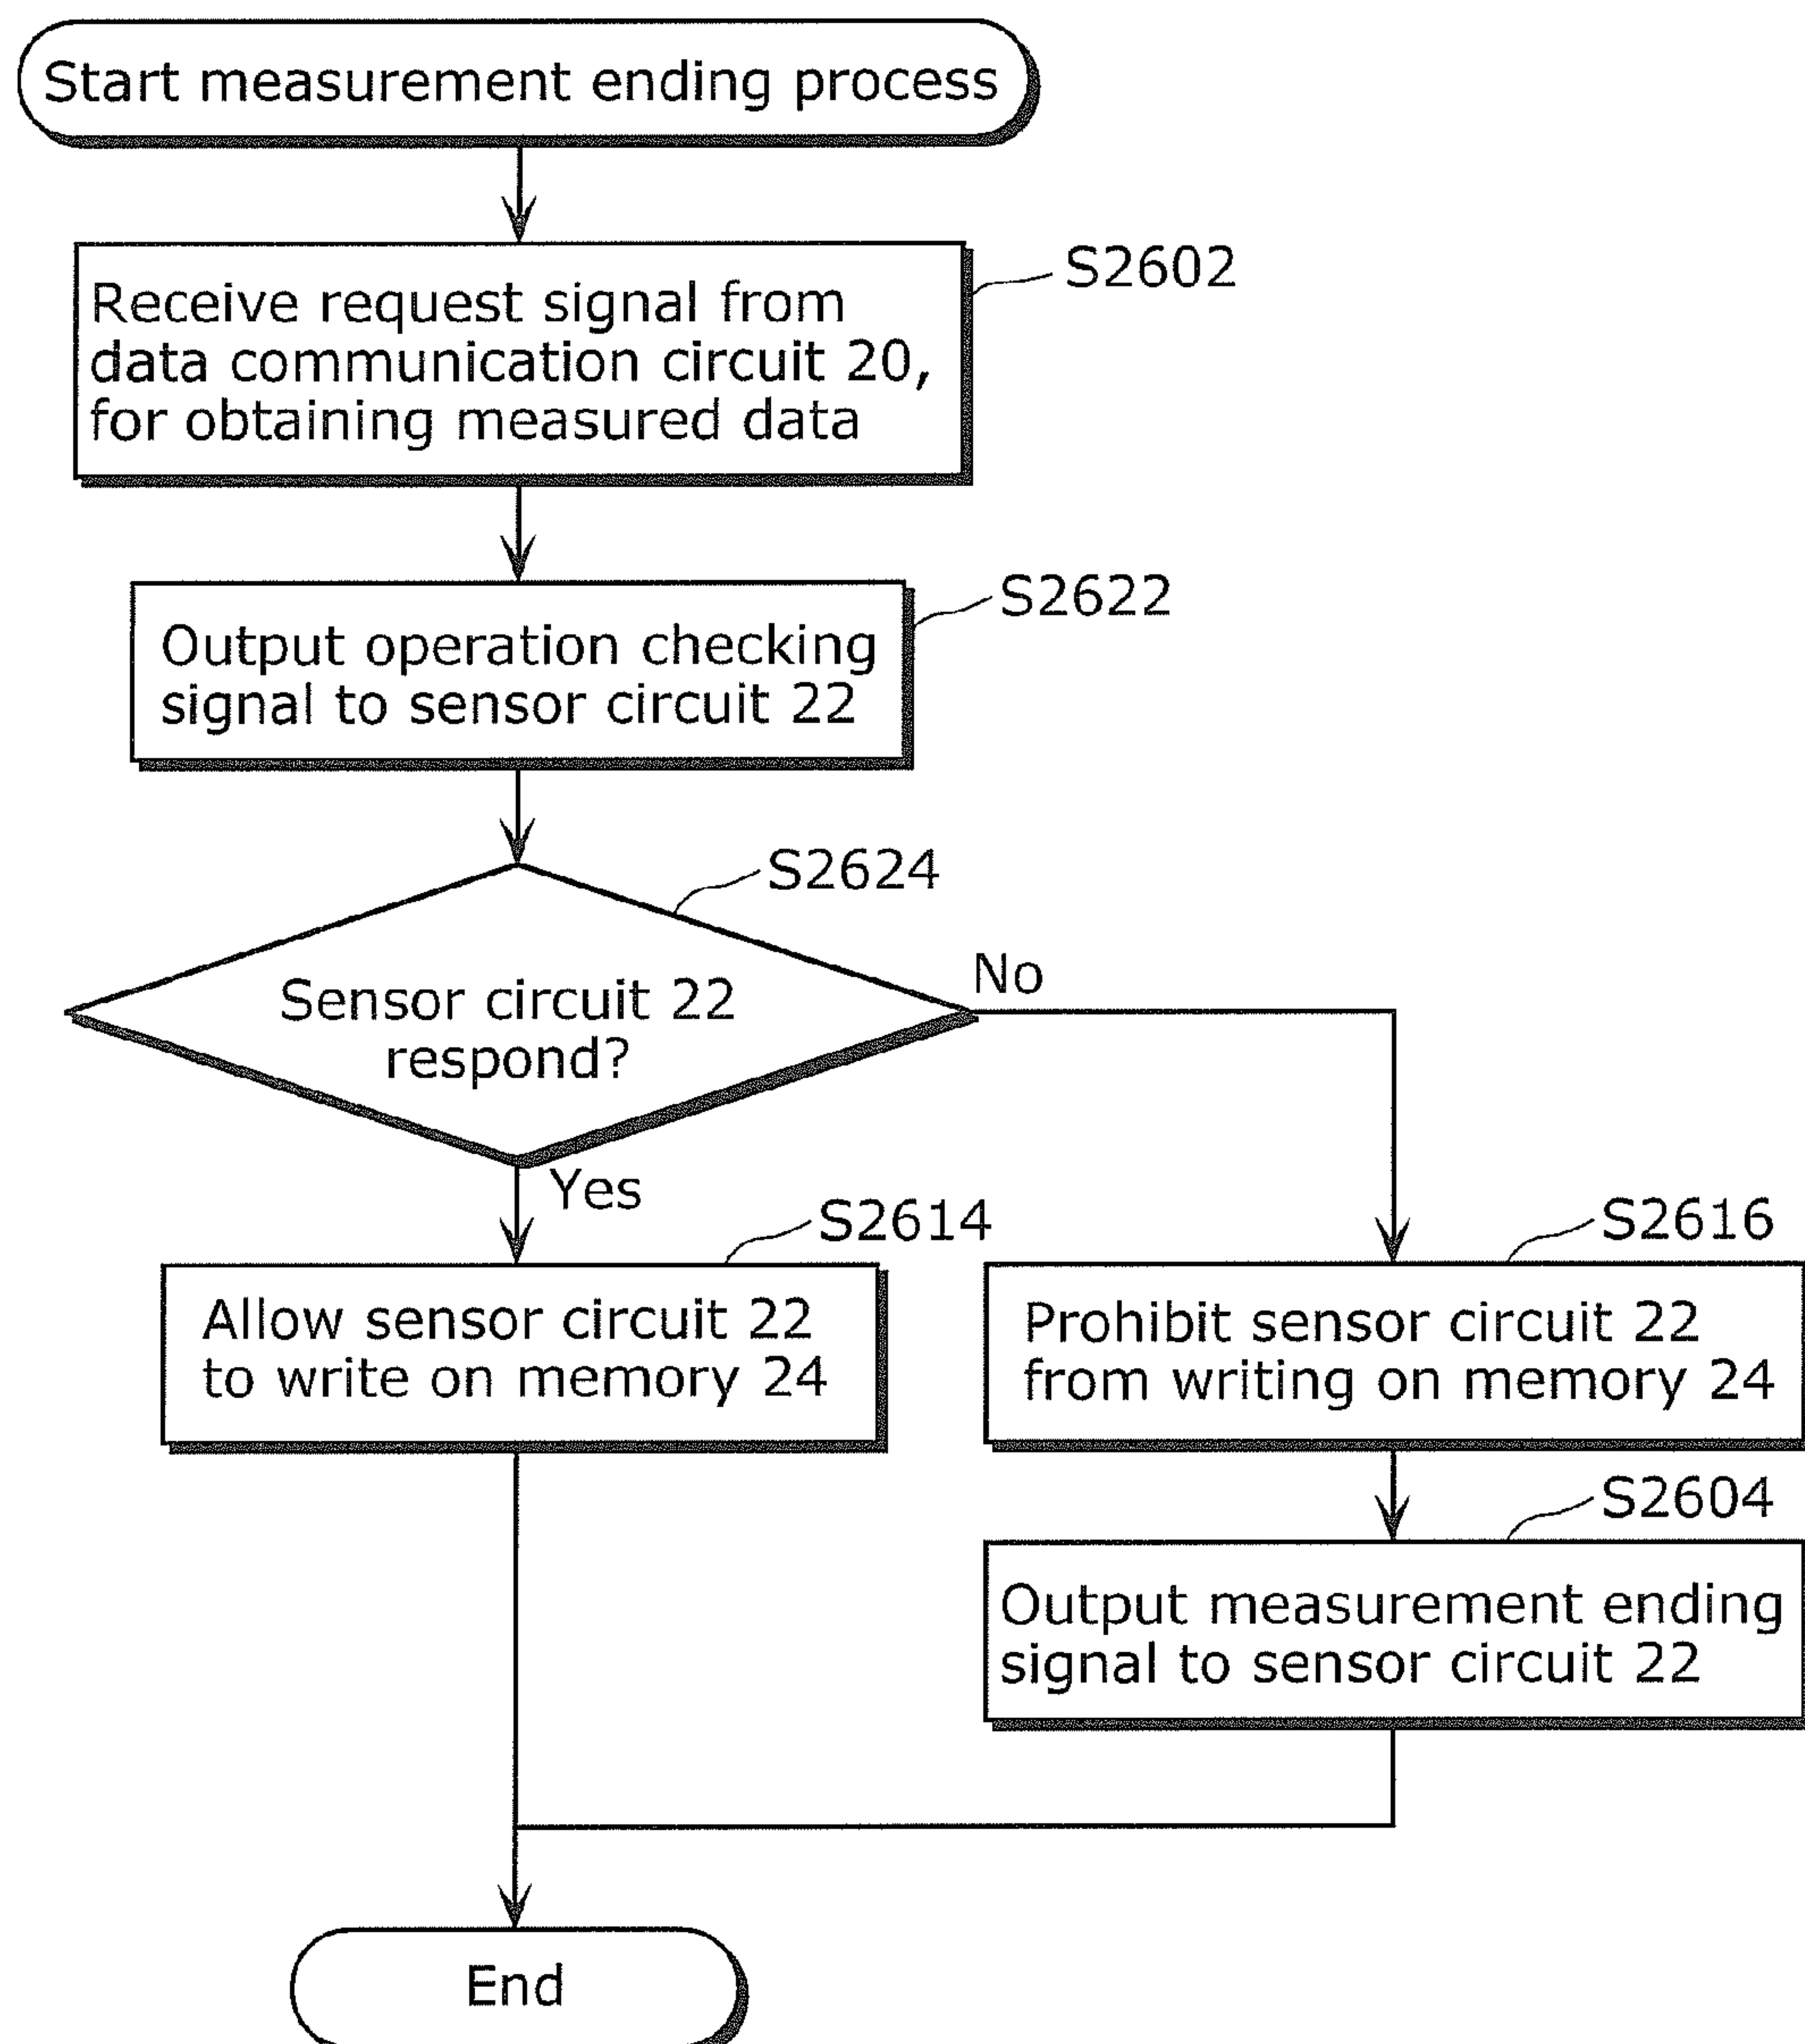 Start measurement ending process
S2602
Receive request signal from
data communication circuit 20,
for obtaining measured data
S2622
Output operation checking
signal to sensor circuit 22
S2624
Sensor circuit 22
respond?
No
Yes
S2614
Allow sensor circuit 22
to write on memory 24
S2616
Prohibit sensor circuit 22
from writing on memory 24
S2604
Output measurement ending
signal to sensor circuit 22
End